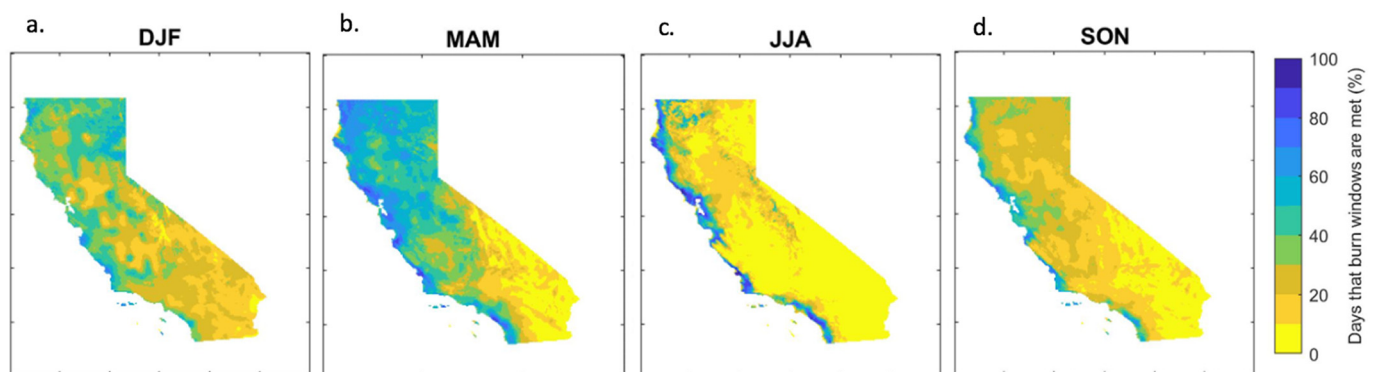 a.
DJF
b.
MAM
c.
JJA
d.
SON
100
80
60
40
20
0
Days that burn windows are met (%)